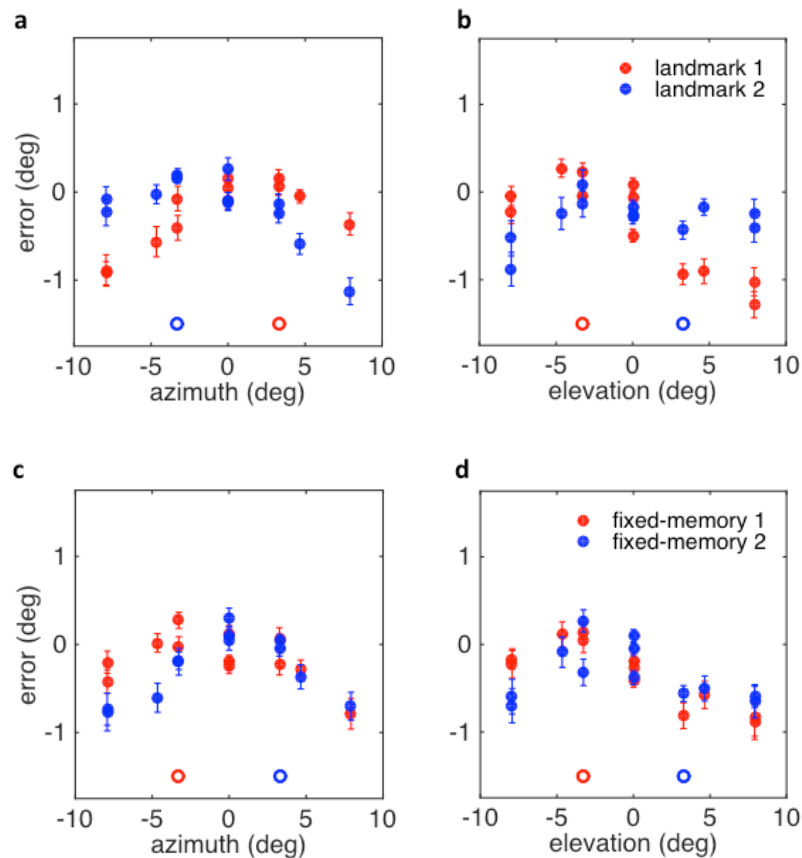 a
b
1
0
-1
error (deg)
-10
-5
0
5
10
azimuth (deg)
1
0
-1
landmark 1
landmark 2
-10
-5
0
5
10
elevation (deg)
c
d
1
0
-1
error (deg)
-10
-5
0
5
10
azimuth (deg)
1
0
-1
fixed-memory 1
fixed-memory 2
-10
-5
0
5
10
elevation (deg)